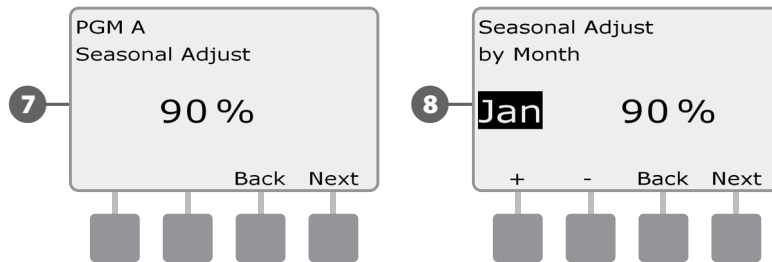 7
PGM A
Seasonal Adjust
90 %
Back Next
8
Seasonal Adjust
by Month
Jan 90 %
+ - Back Next